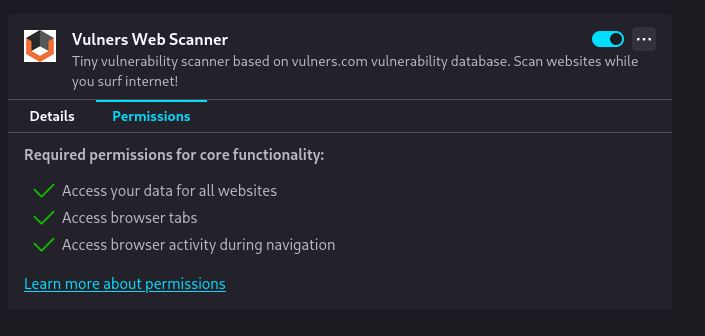 Vulners Web Scanner
Tiny vulnerability scanner based on vulners.com vulnerability database. Scan websites while
you surf internet!
Details
Permissions
Required permissions for core functionality:
Access your data for all websites
Access browser tabs
Access browser activity during navigation
Learn more about permissions